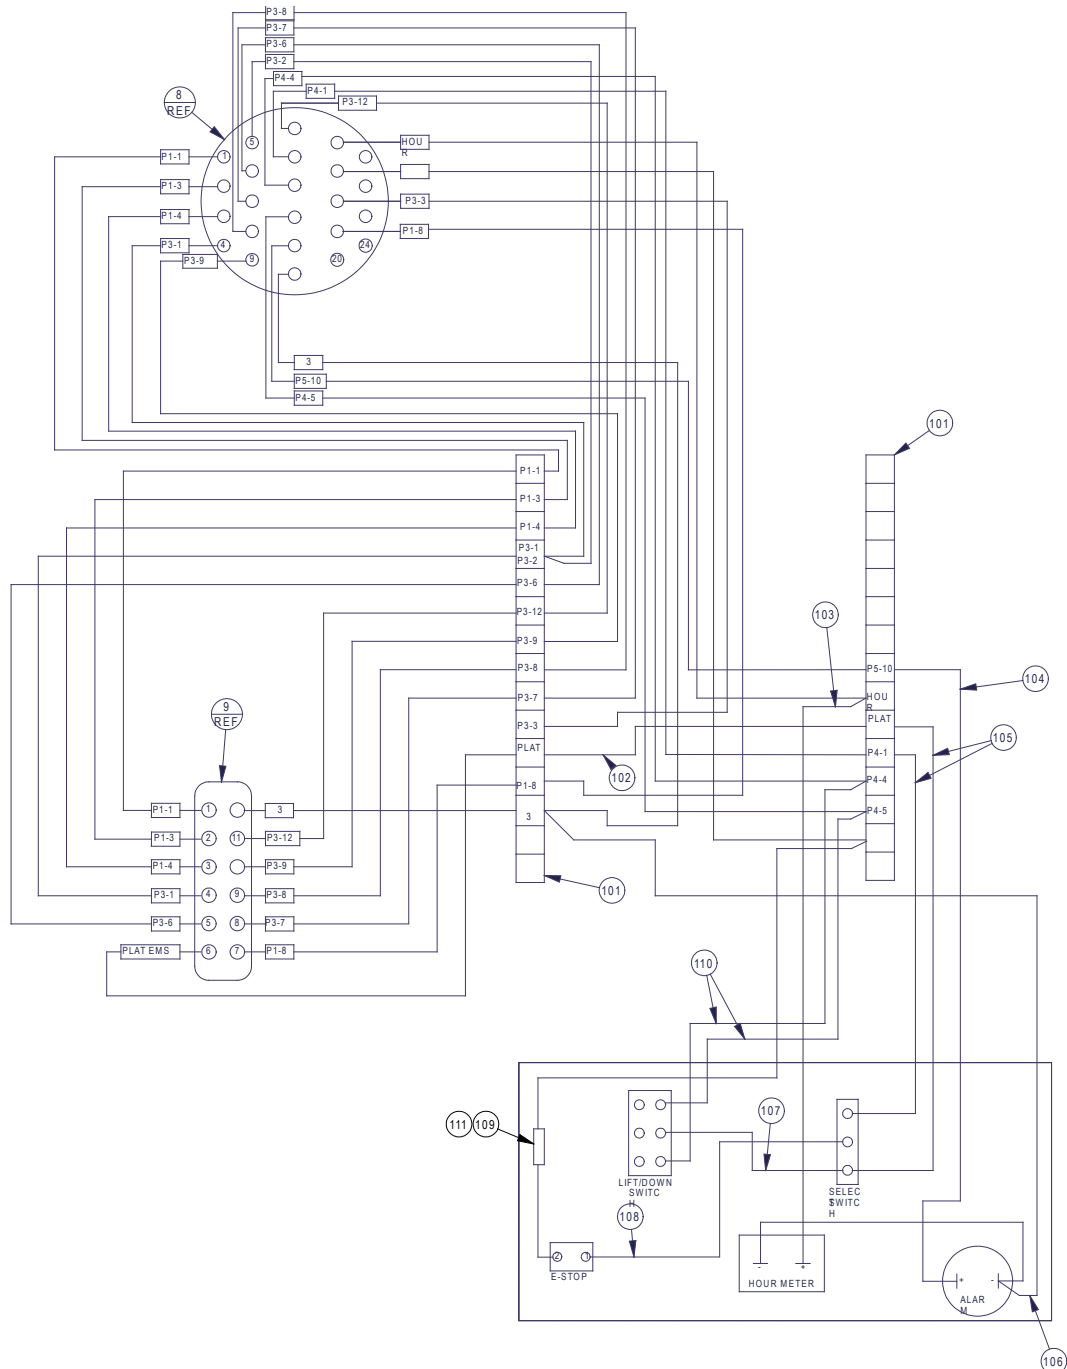 P3-8
P3-7
P3-6
P3-2
P4-4
P4-1
P3-12
8
REF
5
HOU
R
1
P1-1
P1-3
P3-3
P1-4
P1-8
4
24
P3-1
P3-9
9
20
3
P5-10
P4-5
101
P1-1
P1-3
P1-4
P3-1
P3-2
P3-6
P3-12
P3-9
P3-8
P3-7
P3-3
PLAT
P1-8
3
101
102
103
P5-10
HOU
R
PLAT
P4-1
P4-4
P4-5
104
105
9
REF
P1-1
1
3
P1-3
2
11
P3-12
P1-4
3
P3-9
P3-1
4
9
P3-8
P3-6
5
8
P3-7
PLAT EMS
6
7
P1-8
110
111
109
107
LIFT/DOWN
SWITC
H
SELEC
T
SWITC
H
108
2
1
E-STOP
- +
HOUR METER
+ -
ALAR
M
106